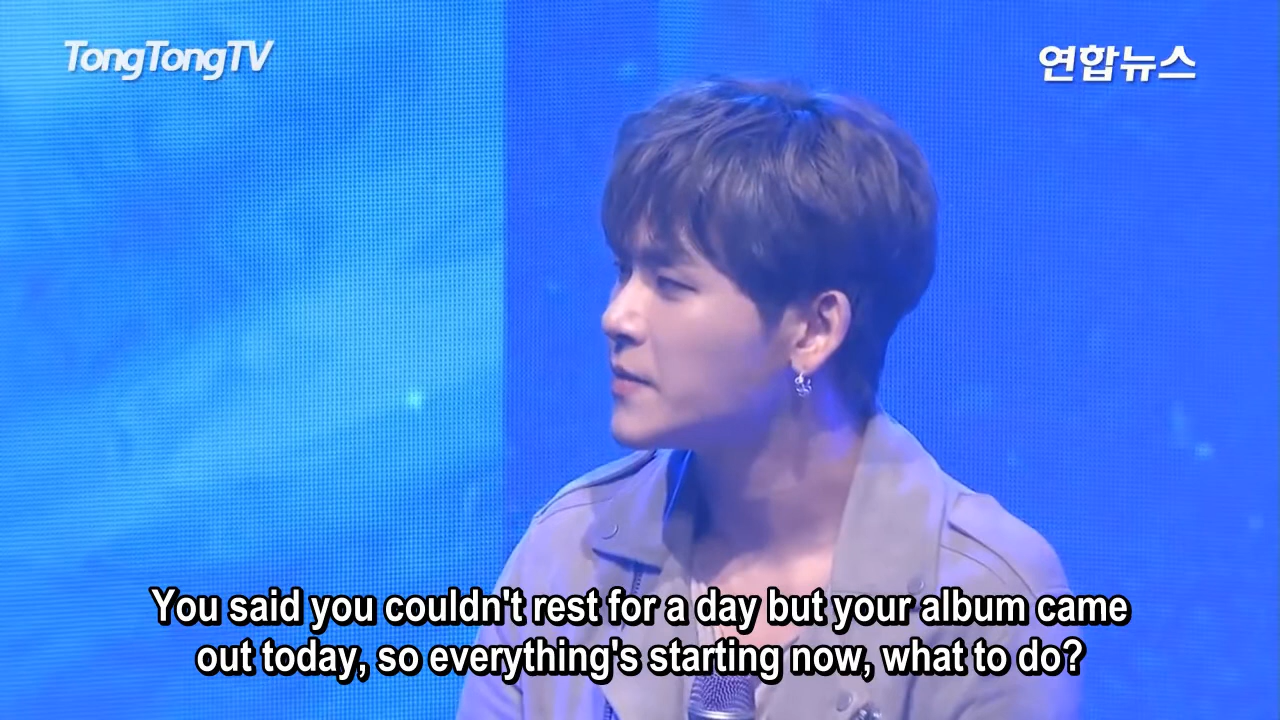 TongTongTV
연합뉴스
You said you couldn't rest for a day but your album came
out today, so everything's starting now, what to do?